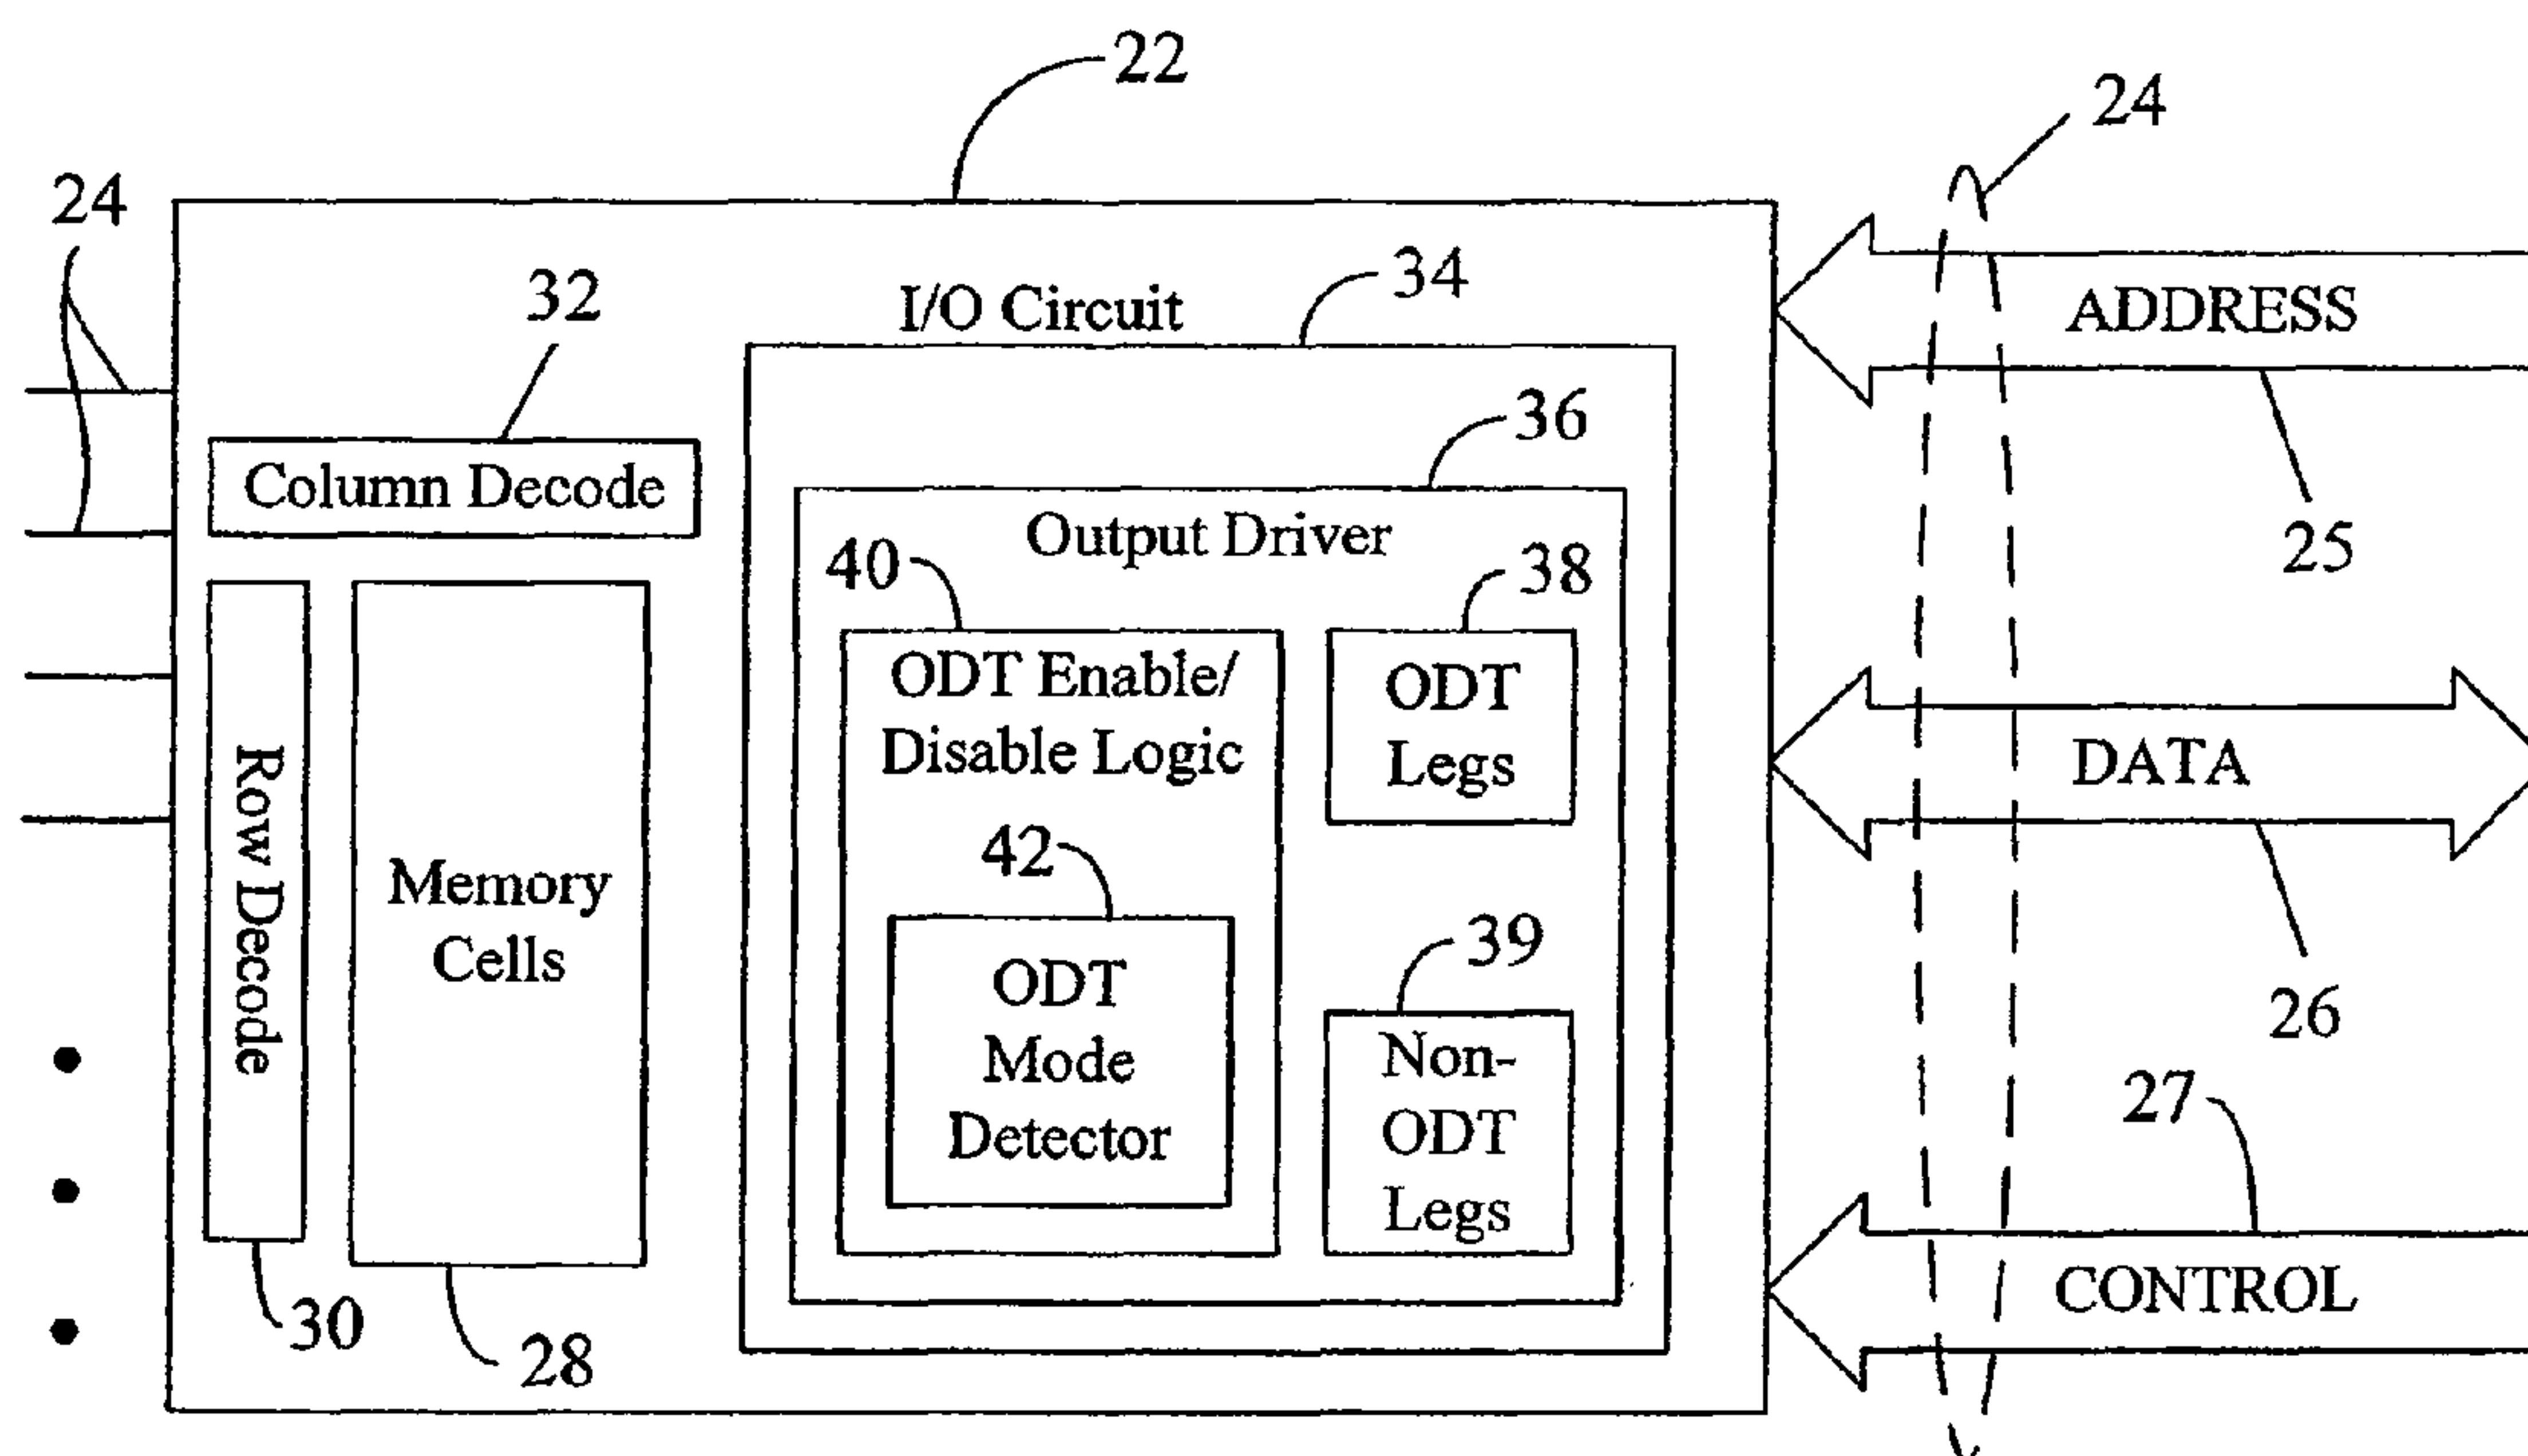 22
24
24
34
I/O Circuit
ADDRESS
32
36
25
Column Decode
Output Driver
40
38
ODT Enable/
Disable Logic
ODT
Legs
DATA
Row Decode
Memory
Cells
42
39
26
ODT
Mode
Detector
Non-
ODT
Legs
27
CONTROL
30
28